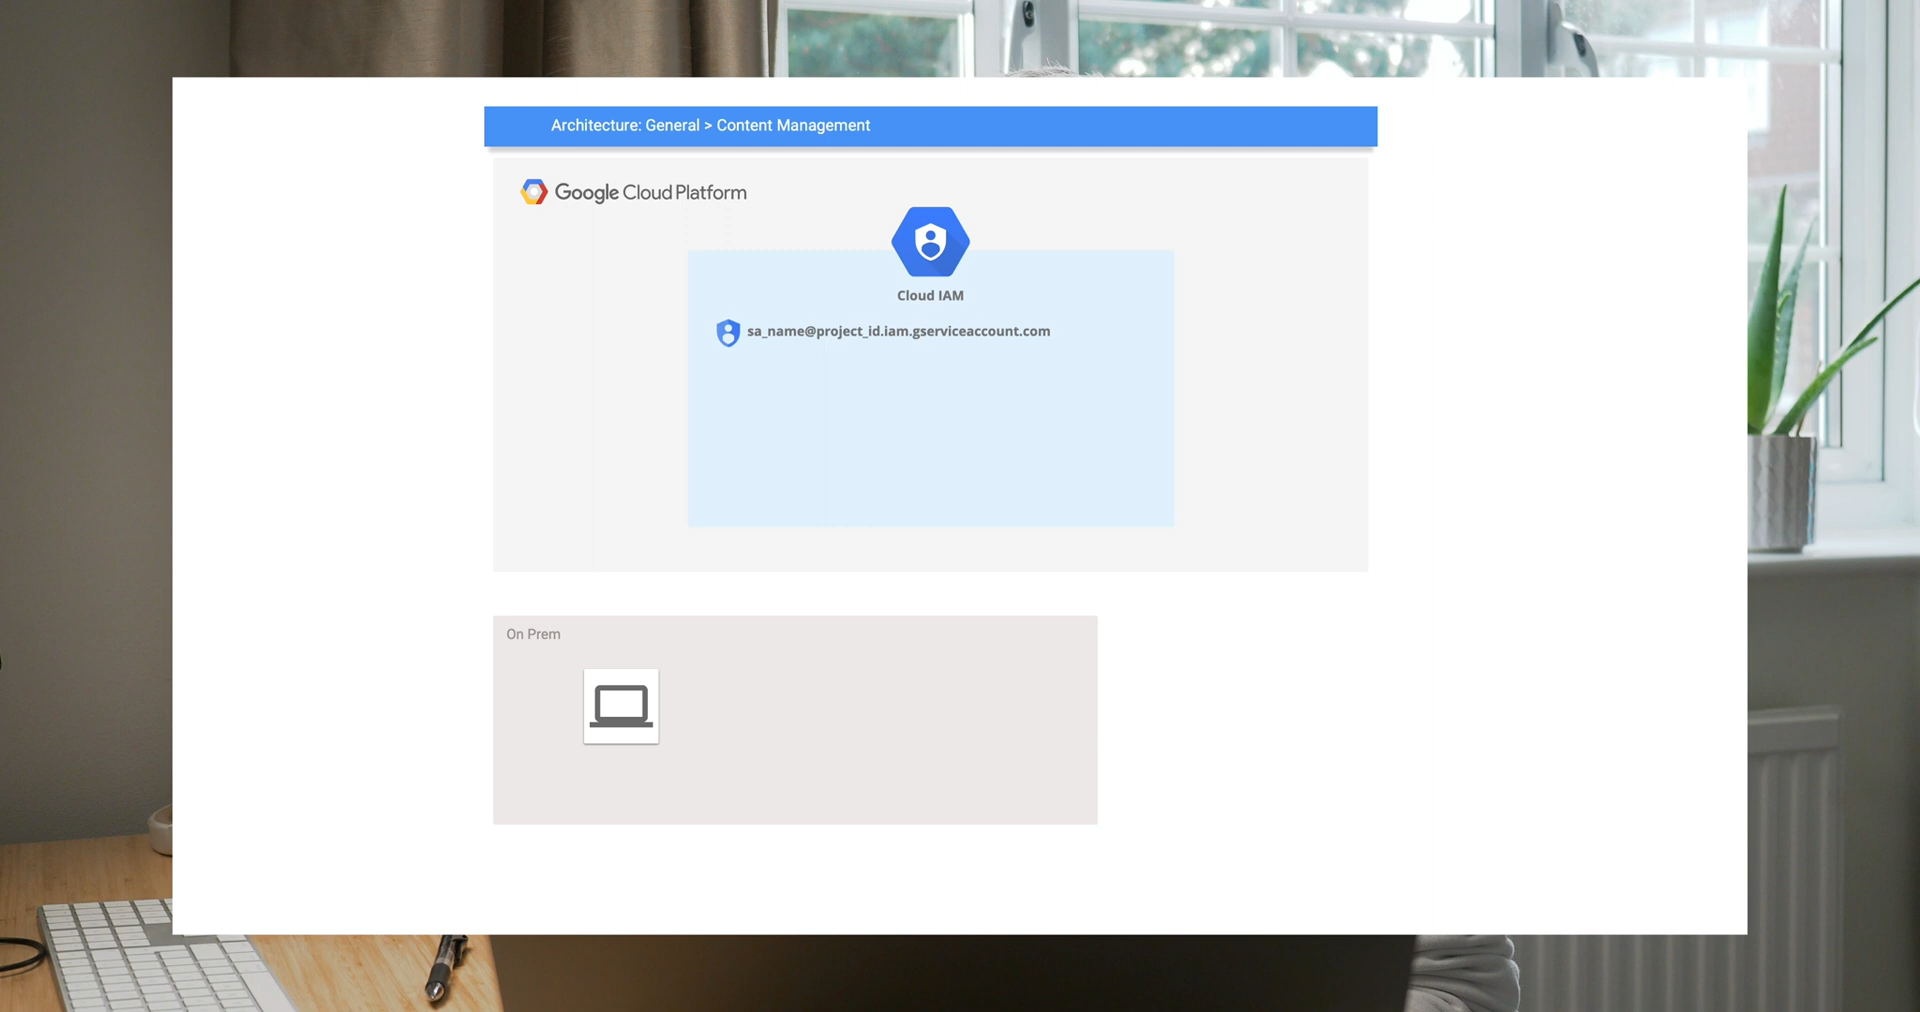 Architecture: General > Content Management
Google Cloud Platform
Cloud IAM
sa_name@project_id.iam.gserviceaccount.com
On Prem